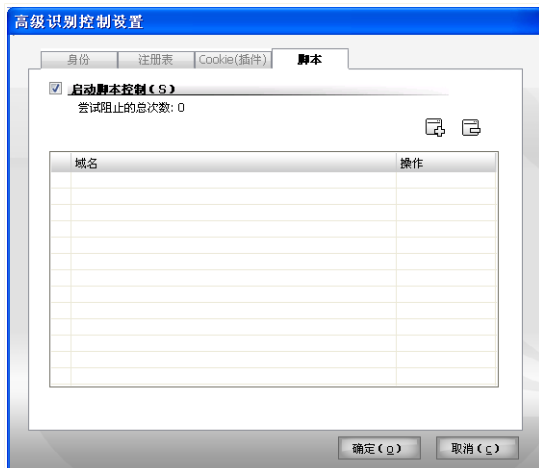 高级识别控制设置
身份 注册表 Cookie(插件) 脚本
启动脚本控制(S)
尝试阻止的总次数: 0
域名 操作
确定(O) 取消(C)